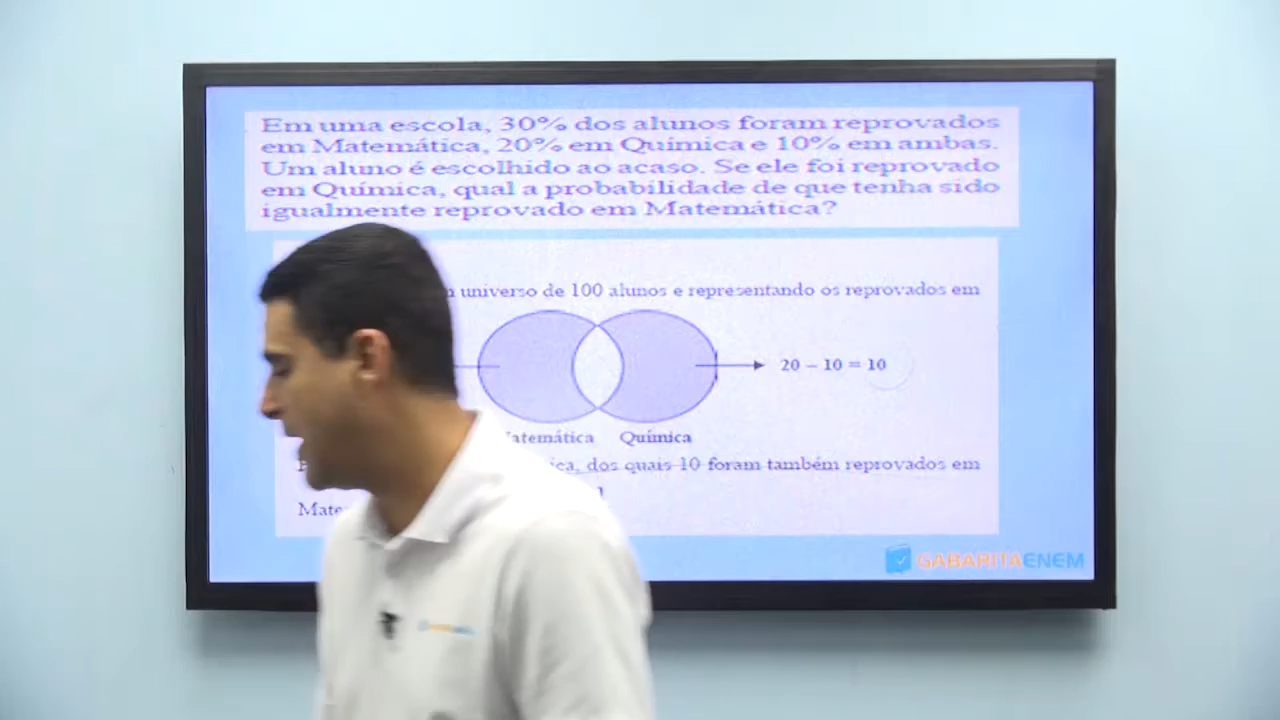 Em uma escola, 30% dos alunos foram reprovados
em Matemática, 20% em Química e 10% em ambas.
Um aluno é escolhido ao acaso. Se ele foi reprovado
em Química, qual a probabilidade de que tenha sido
igualmente reprovado em Matemática?
universo de 100 alunos e representando os reprovados em
20 – 10 = 10
Matemática Química
dos quais 10 foram também reprovados em
GABARITAENEM